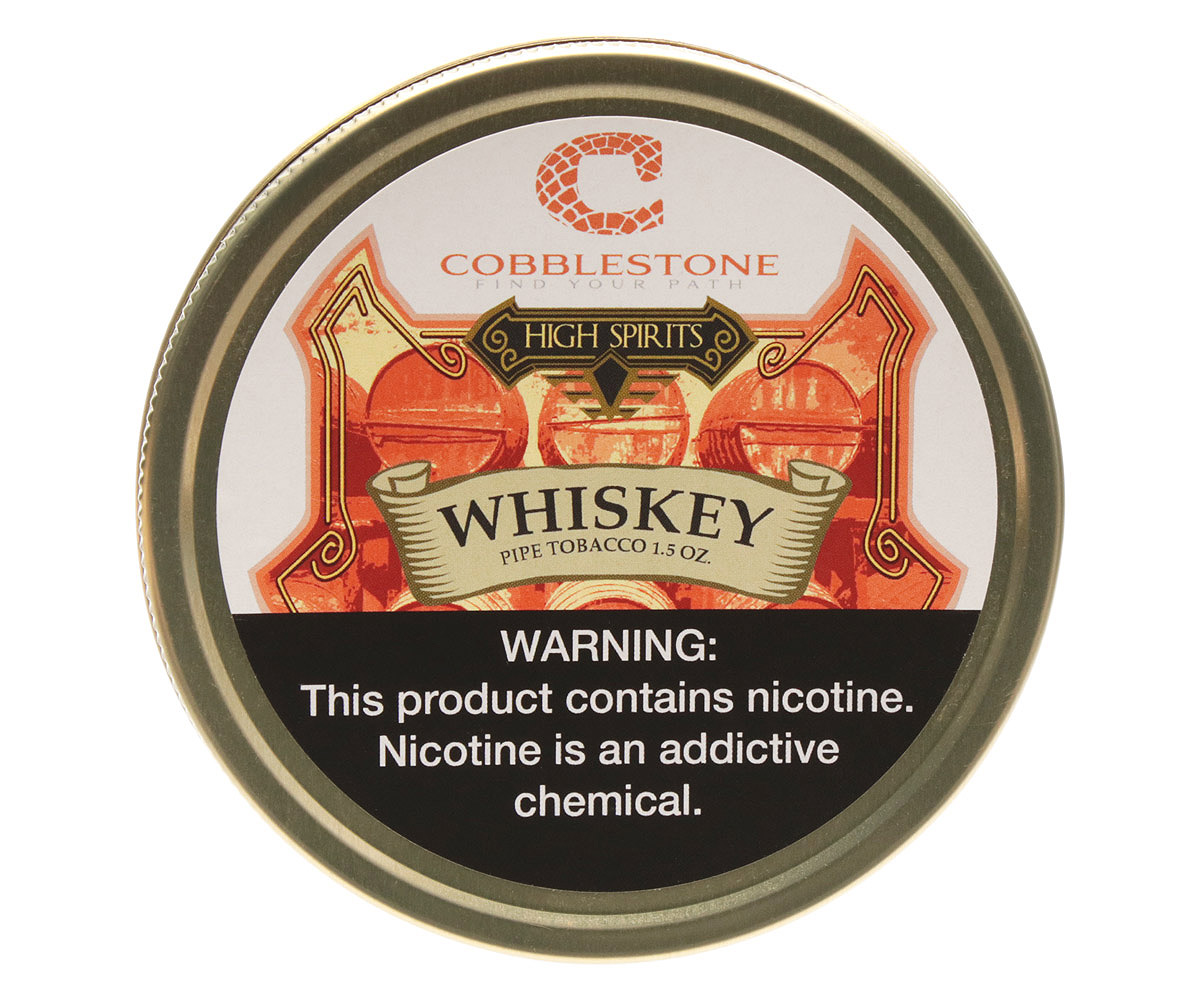 C
COBBLESTONE
FIND YOUR PATH
HIGH SPIRITS
WHISKEY
PIPE TOBACCO 1.5 OZ.
WARNING:
This product contains nicotine.
Nicotine is an addictive
chemical.